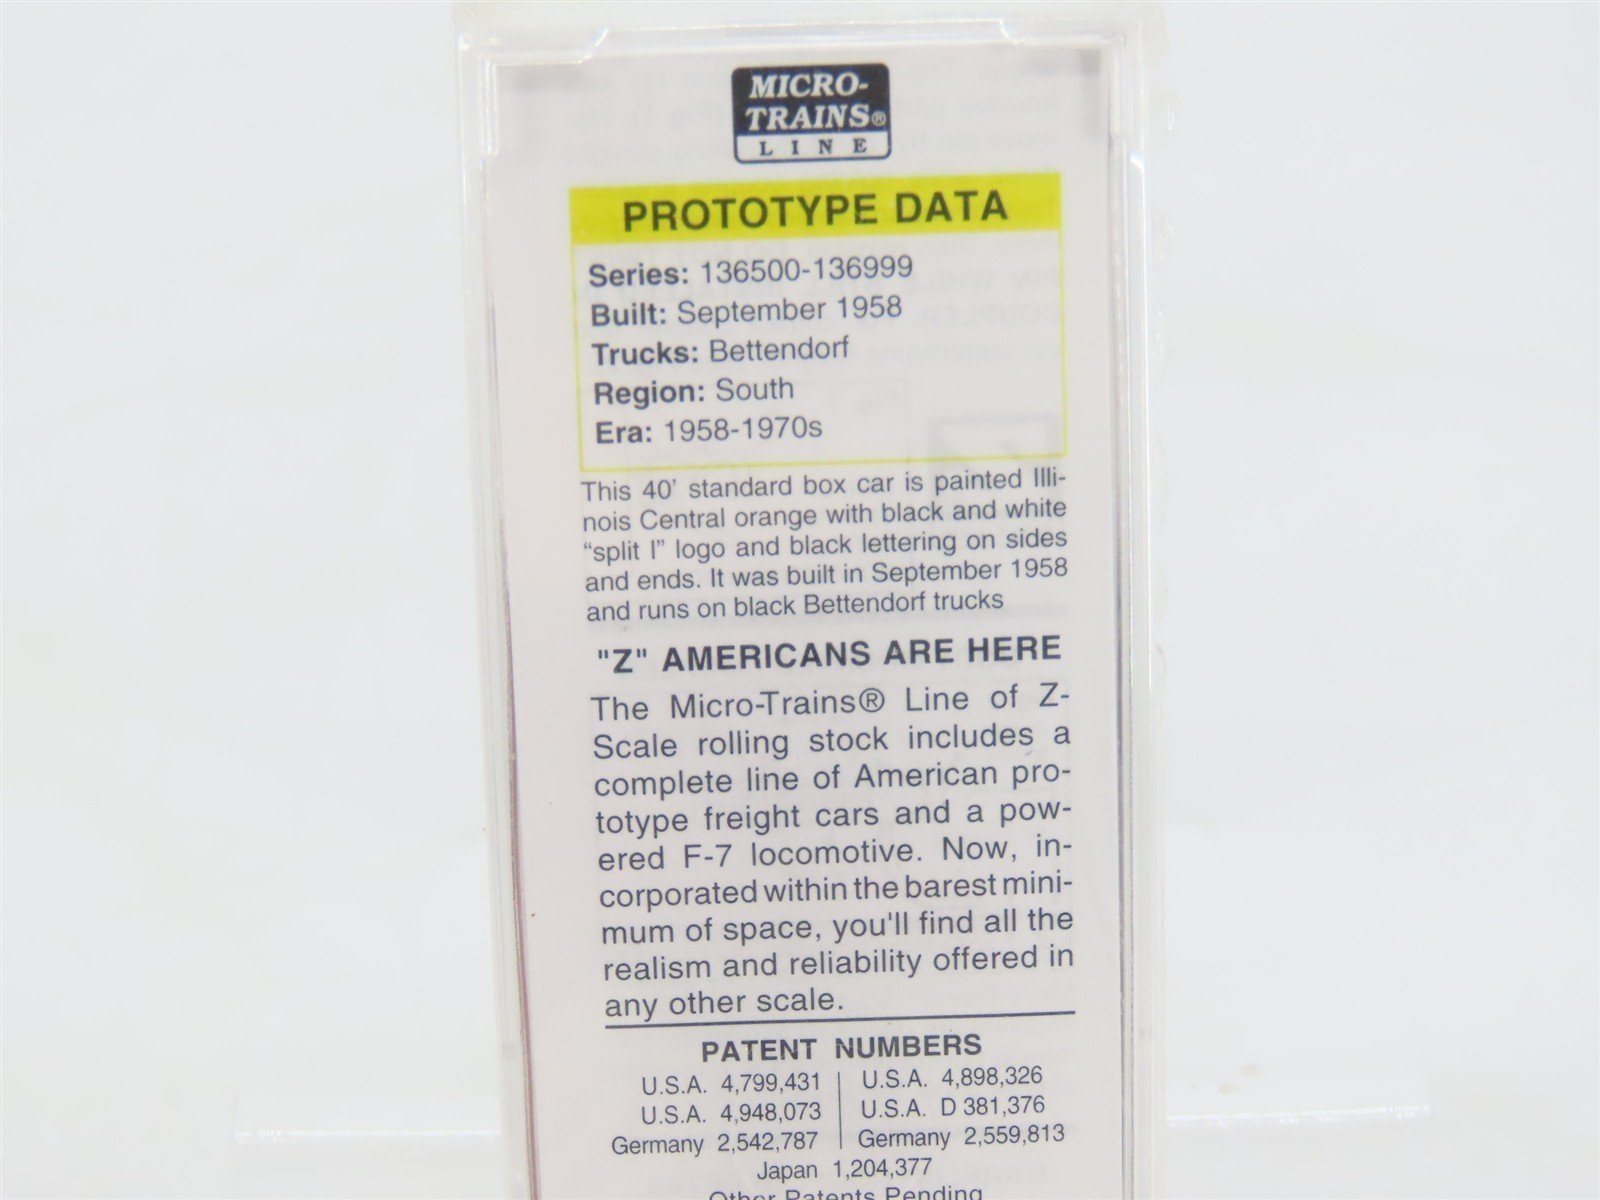 MICRO-
TRAINS®
LINE
PROTOTYPE DATA
Series: 136500-136999
Built: September 1958
Trucks: Bettendorf
Region: South
Era: 1958-1970s
This 40' standard box car is painted Illi-
nois Central orange with black and white
“split I” logo and black lettering on sides
and ends. It was built in September 1958
and runs on black Bettendorf trucks
"Z" AMERICANS ARE HERE
The Micro-Trains® Line of Z-
Scale rolling stock includes a
complete line of American pro-
totype freight cars and a pow-
ered F-7 locomotive. Now, in-
corporated within the barest mini-
mum of space, you'll find all the
realism and reliability offered in
any other scale.
PATENT NUMBERS
U.S.A. 4,799,431 | U.S.A. 4,898,326
U.S.A. 4,948,073 | U.S.A. D 381,376
Germany 2,542,787 | Germany 2,559,813
Japan 1,204,377
Other Patents Pending